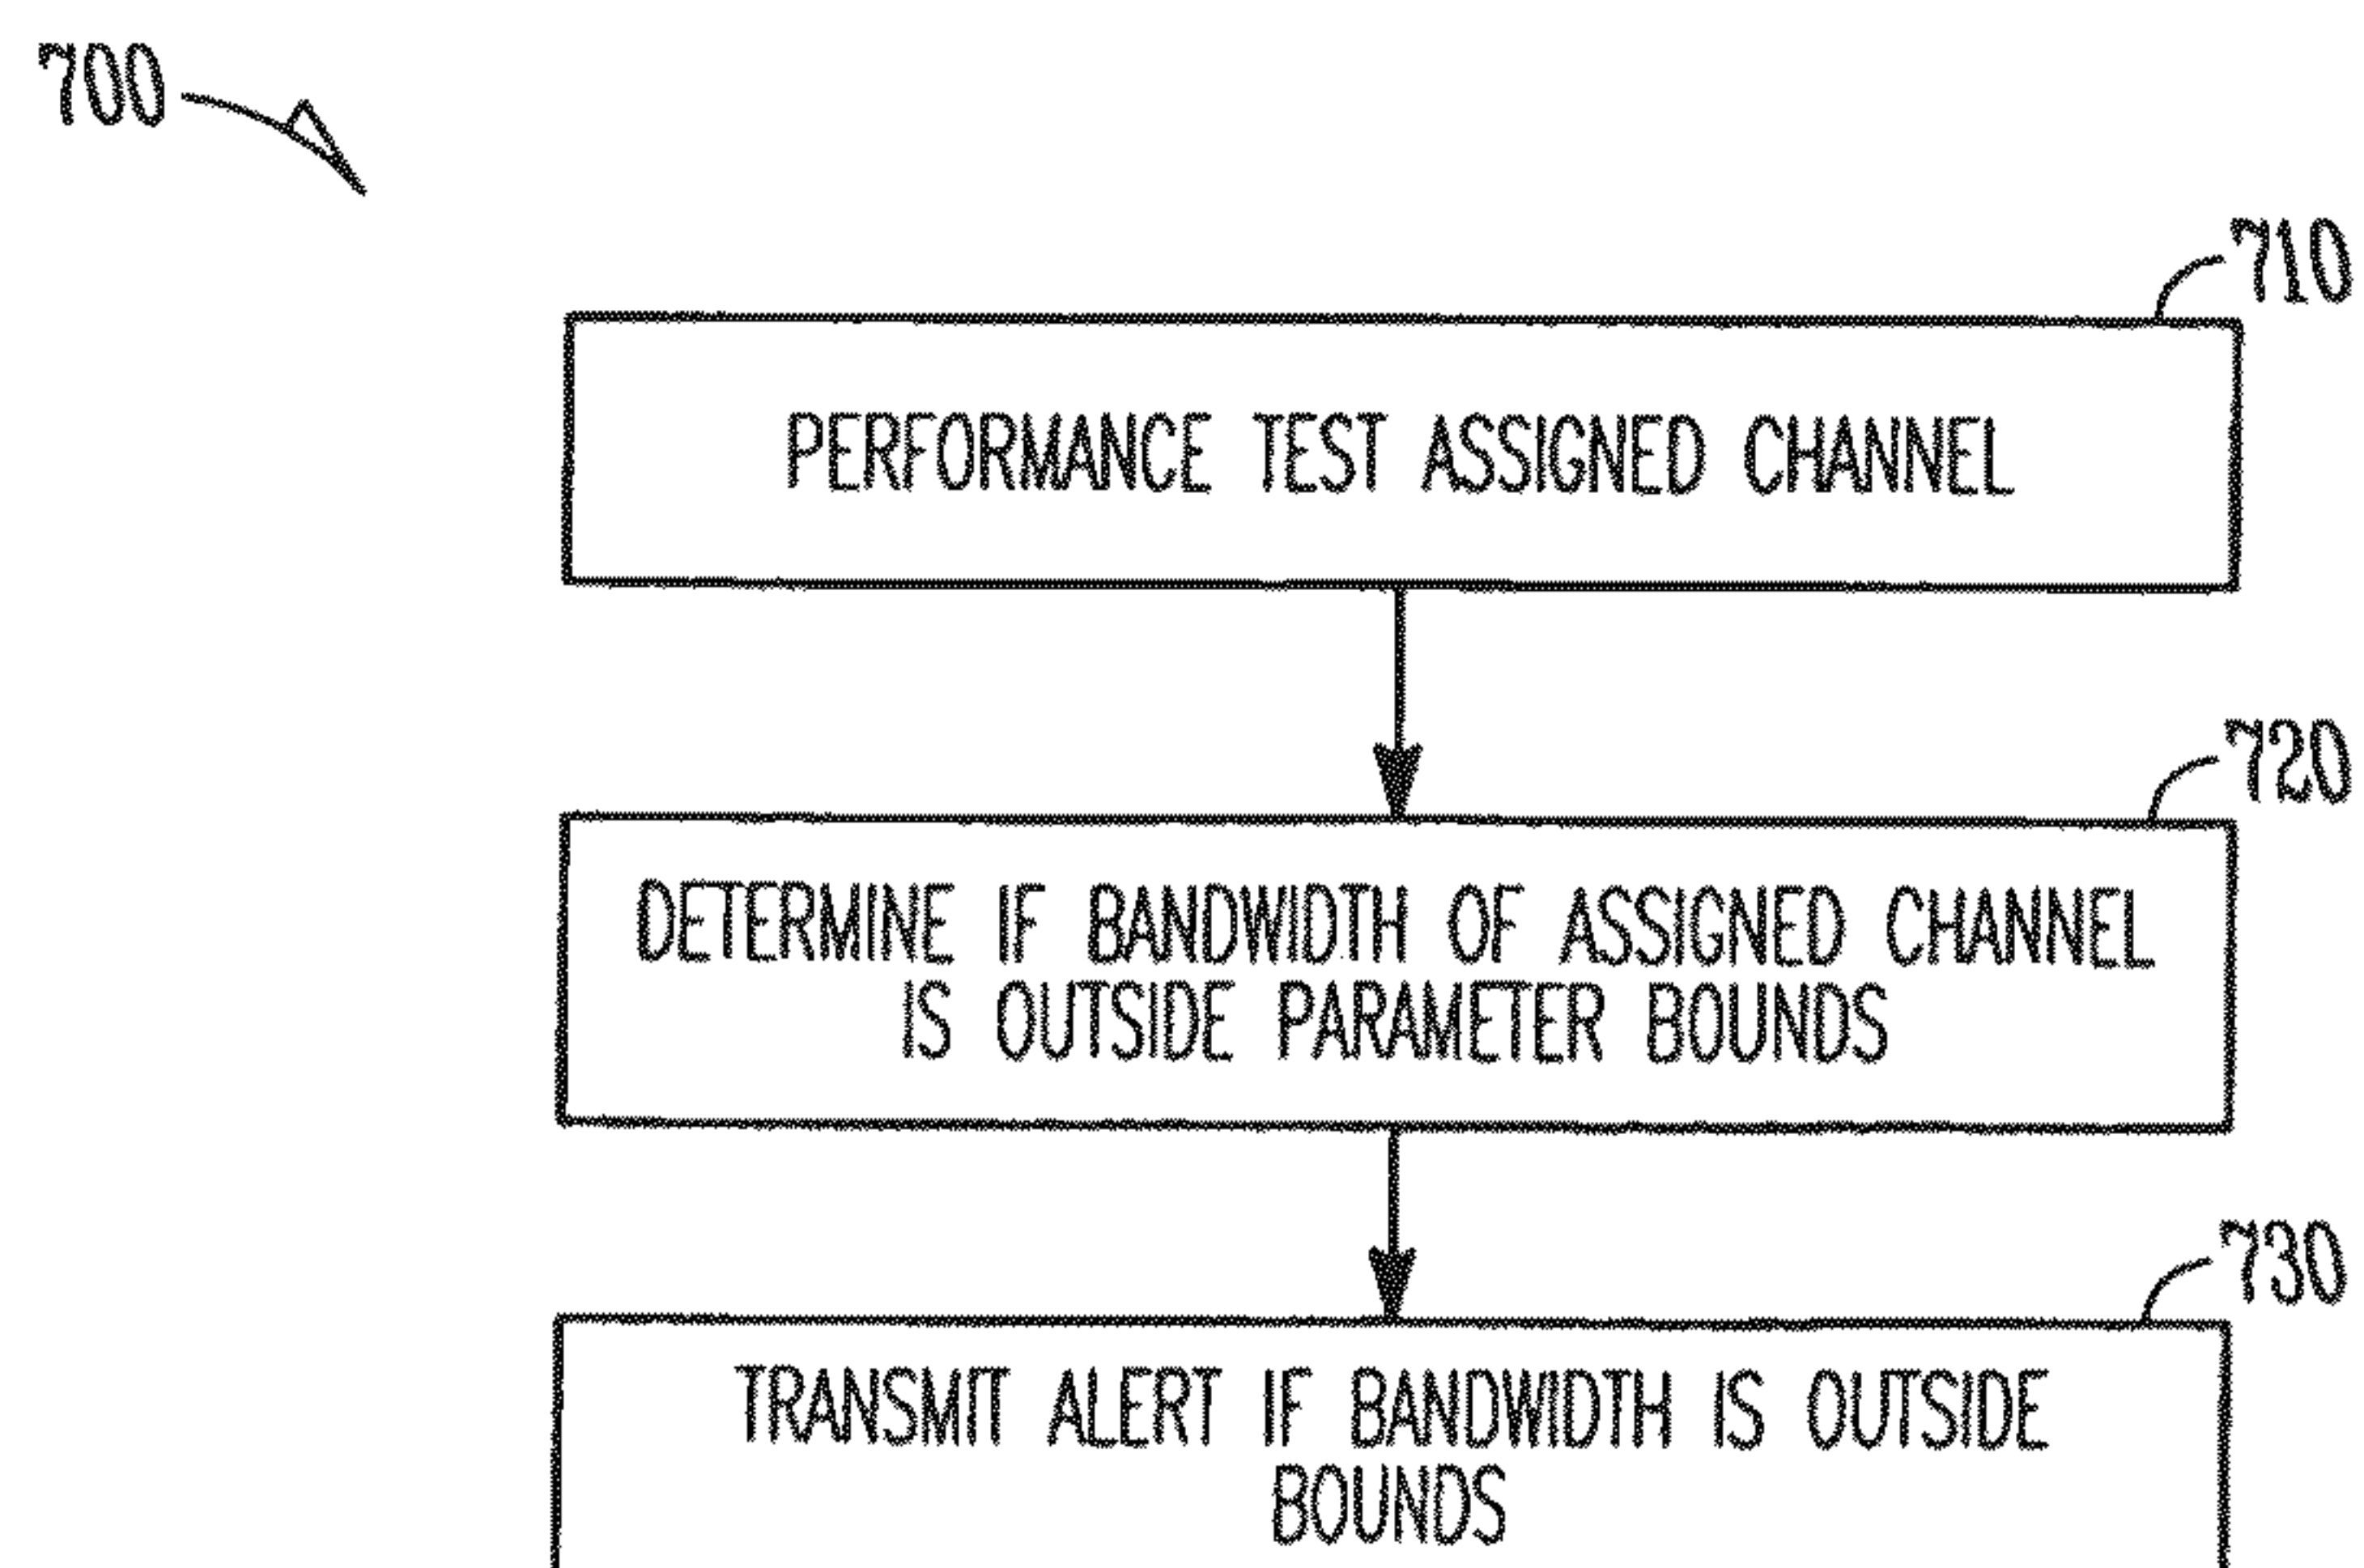 700
710
PERFORMANCE TEST ASSIGNED CHANNEL
720
DETERMINE IF BANDWIDTH OF ASSIGNED CHANNEL
IS OUTSIDE PARAMETER BOUNDS
730
TRANSMIT ALERT IF BANDWIDTH IS OUTSIDE
BOUNDS